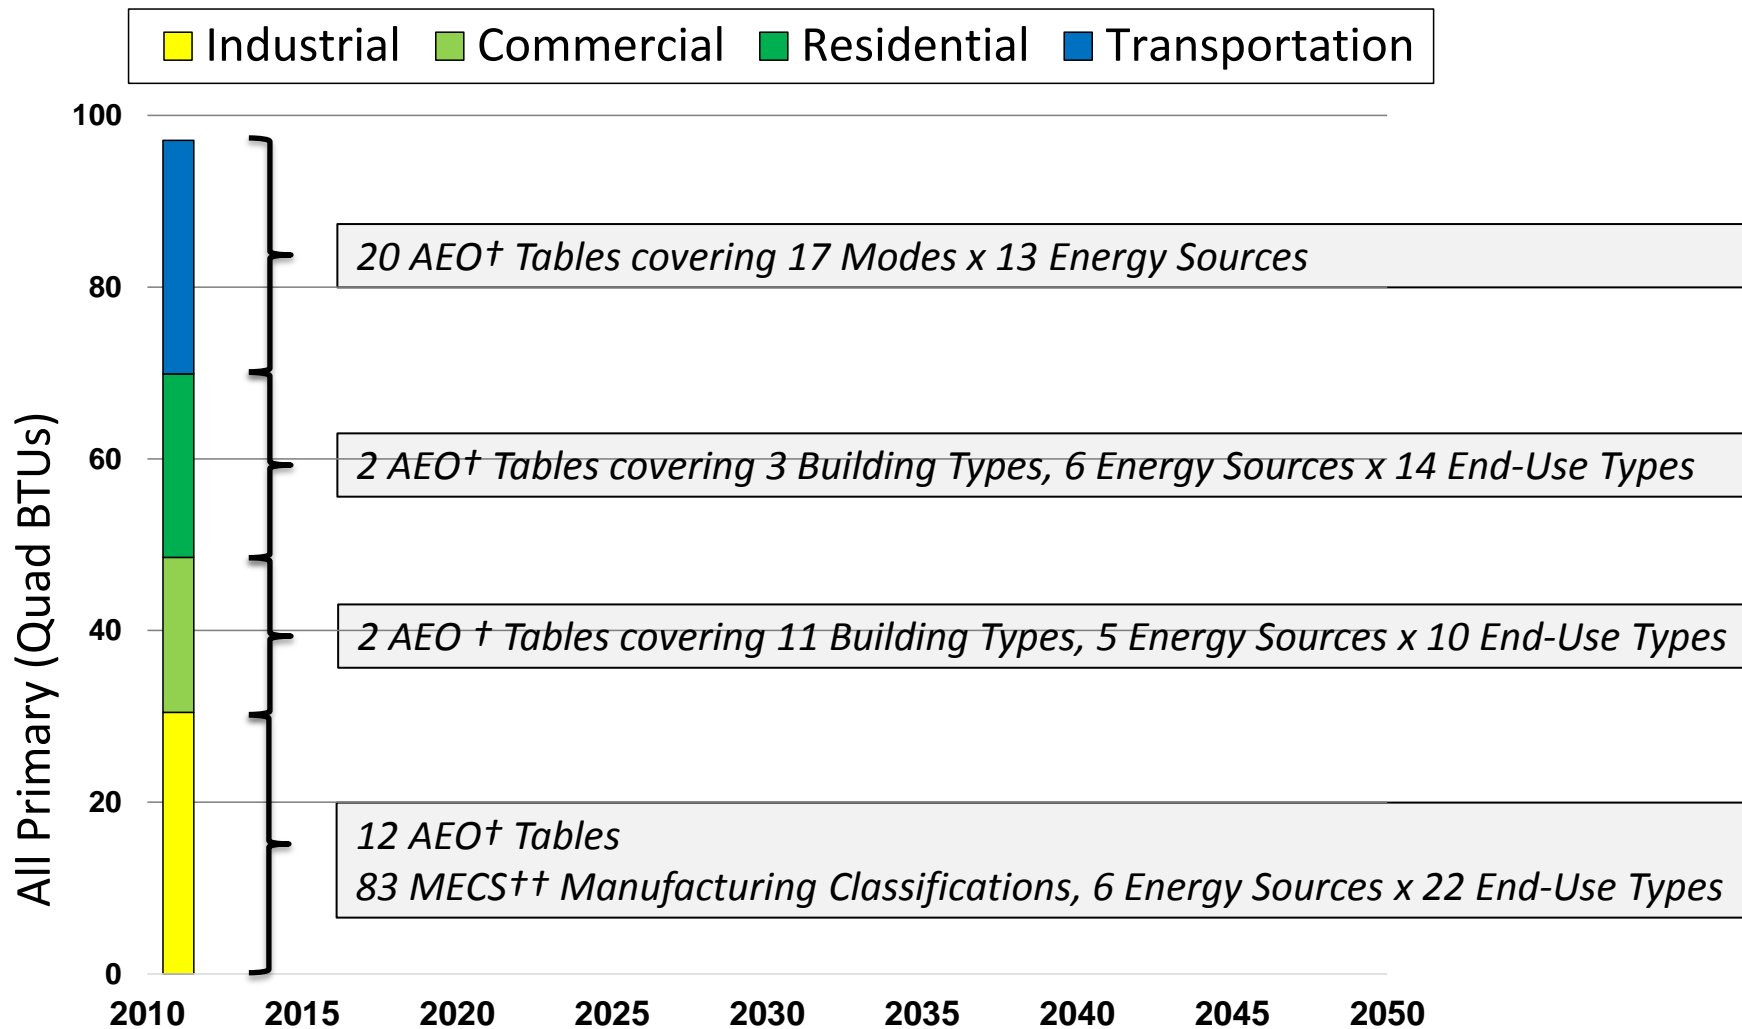 Industrial Commercial Residential Transportation
100
80
60
40
20
0
All Primary (Quad BTUs)
20 AEO† Tables covering 17 Modes x 13 Energy Sources
2 AEO† Tables covering 3 Building Types, 6 Energy Sources x 14 End-Use Types
2 AEO † Tables covering 11 Building Types, 5 Energy Sources x 10 End-Use Types
12 AEO† Tables
83 MECS†† Manufacturing Classifications, 6 Energy Sources x 22 End-Use Types
2010 2015 2020 2025 2030 2035 2040 2045 2050